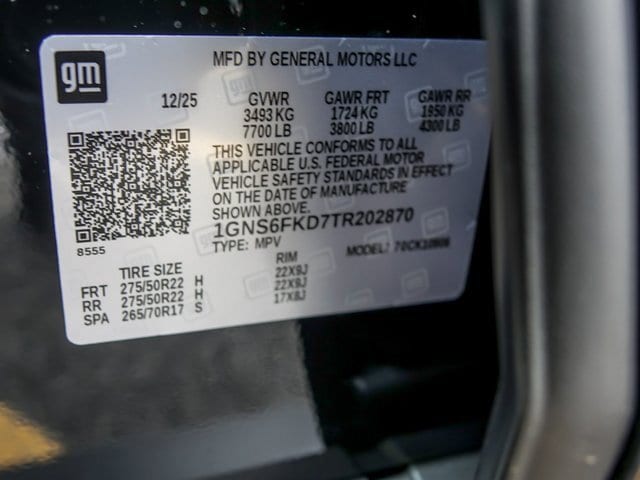 gm
MFD BY GENERAL MOTORS LLC
12/25 GVWR GAWR FRT GAWR RR
3493 KG 1724 KG 1950 KG
7700 LB 3800 LB 4300 LB
THIS VEHICLE CONFORMS TO ALL
APPLICABLE U.S. FEDERAL MOTOR
VEHICLE SAFETY STANDARDS IN EFFECT
ON THE DATE OF MANUFACTURE
SHOWN ABOVE.
1GNS6FKD7TR202870
8555
TYPE: MPV MODEL:
TIRE SIZE RIM
FRT 275/50R22 H 22X9J
RR 275/50R22 H 22X9J
SPA 265/70R17 S 17X8J